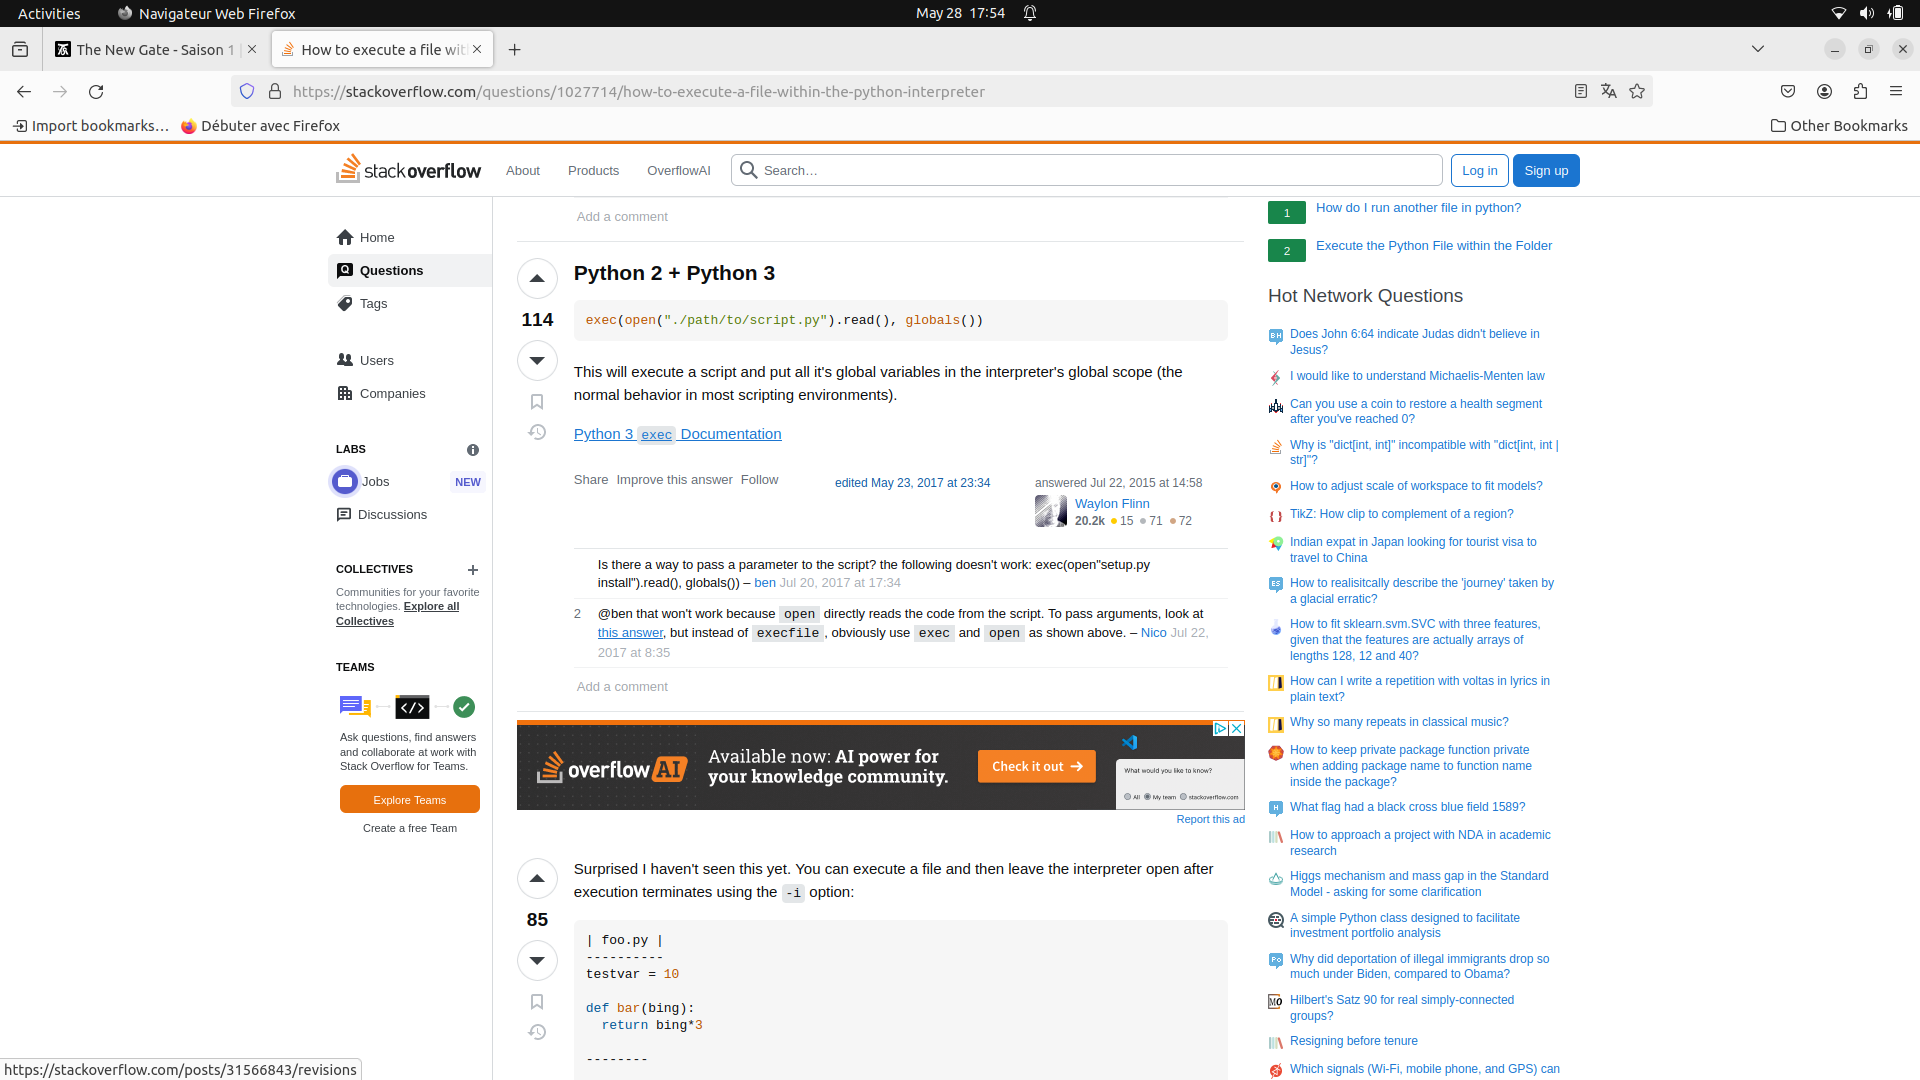 Activities
Navigateur Web Firefox
May 28 17:54
The New Gate - Saison 1 |
How to execute a file wit
https://stackoverflow.com/questions/1027714/how-to-execute-a-file-within-the-python-interpreter
Import bookmarks…
Débuter avec Firefox
Other Bookmarks
stackoverflow
About
Products
OverflowAI
Search…
Log in
Sign up
Home
Questions
Tags
Users
Companies
LABS
Jobs
NEW
Discussions
COLLECTIVES
Communities for your favorite
technologies. Explore all
Collectives
TEAMS
Ask questions, find answers
and collaborate at work with
Stack Overflow for Teams.
Explore Teams
Create a free Team
Add a comment
Python 2 + Python 3
114
exec(open("./path/to/script.py").read(), globals())
This will execute a script and put all it's global variables in the interpreter's global scope (the
normal behavior in most scripting environments).
Python 3 exec Documentation
Share Improve this answer Follow
edited May 23, 2017 at 23:34
answered Jul 22, 2015 at 14:58
Waylon Flinn
20.2k 15 71 72
Is there a way to pass a parameter to the script? the following doesn't work: exec(open"setup.py
install").read(), globals()) – ben Jul 20, 2017 at 17:34
2 @ben that won't work because open directly reads the code from the script. To pass arguments, look at
this answer, but instead of execfile, obviously use exec and open as shown above. – Nico Jul 22,
2017 at 8:35
Add a comment
overflow AI
Available now: AI power for
your knowledge community.
Check it out →
What would you like to know?
All My team stackoverflow.com
Report this ad
Surprised I haven't seen this yet. You can execute a file and then leave the interpreter open after
execution terminates using the -i option:
85
| foo.py |
----------
testvar = 10
def bar(bing):
return bing*3
--------
1 How do I run another file in python?
2 Execute the Python File within the Folder
Hot Network Questions
Does John 6:64 indicate Judas didn't believe in
Jesus?
I would like to understand Michaelis-Menten law
Can you use a coin to restore a health segment
after you've reached 0?
Why is "dict[int, int]" incompatible with "dict[int, int |
str]"?
How to adjust scale of workspace to fit models?
TikZ: How clip to complement of a region?
Indian expat in Japan looking for tourist visa to
travel to China
How to realisitcally describe the 'journey' taken by
a glacial erratic?
How to fit sklearn.svm.SVC with three features,
given that the features are actually arrays of
lengths 128, 12 and 40?
How can I write a repetition with voltas in lyrics in
plain text?
Why so many repeats in classical music?
How to keep private package function private
when adding package name to function name
inside the package?
What flag had a black cross blue field 1589?
How to approach a project with NDA in academic
research
Higgs mechanism and mass gap in the Standard
Model - asking for some clarification
A simple Python class designed to facilitate
investment portfolio analysis
Why did deportation of illegal immigrants drop so
much under Biden, compared to Obama?
Hilbert's Satz 90 for real simply-connected
groups?
Resigning before tenure
Which signals (Wi-Fi, mobile phone, and GPS) can
https://stackoverflow.com/posts/31566843/revisions